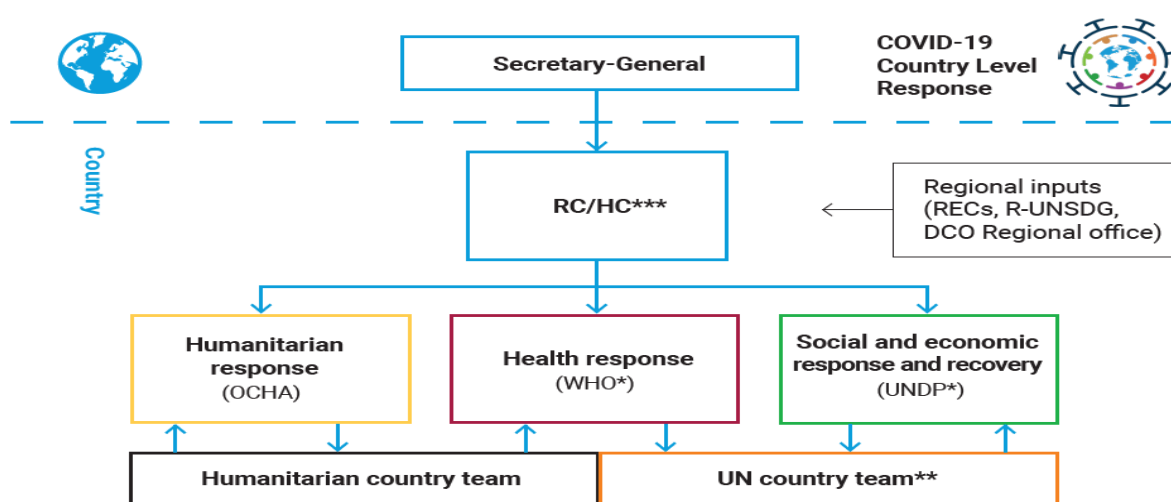 Secretary-General
COVID-19
Country Level
Response
Country
RC/HC***
Regional inputs
(RECs, R-UNSDG,
DCO Regional office)
Humanitarian
response
(OCHA)
Health response
(WHO*)
Social and economic
response and recovery
(UNDP*)
Humanitarian country team
UN country team**